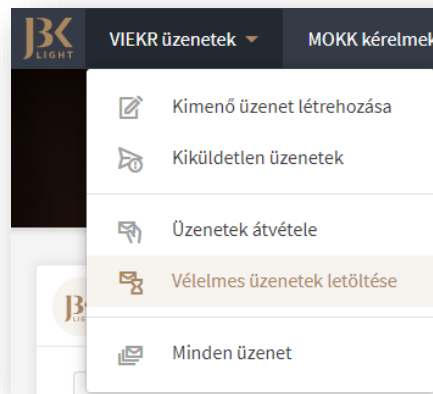 JBK
LIGHT
VIEKR üzenetek
MOKK kérelmek
Kimenő üzenet létrehozása
Kiküldetlen üzenetek
Üzenetek átvétele
Vélelmes üzenetek letöltése
Minden üzenet